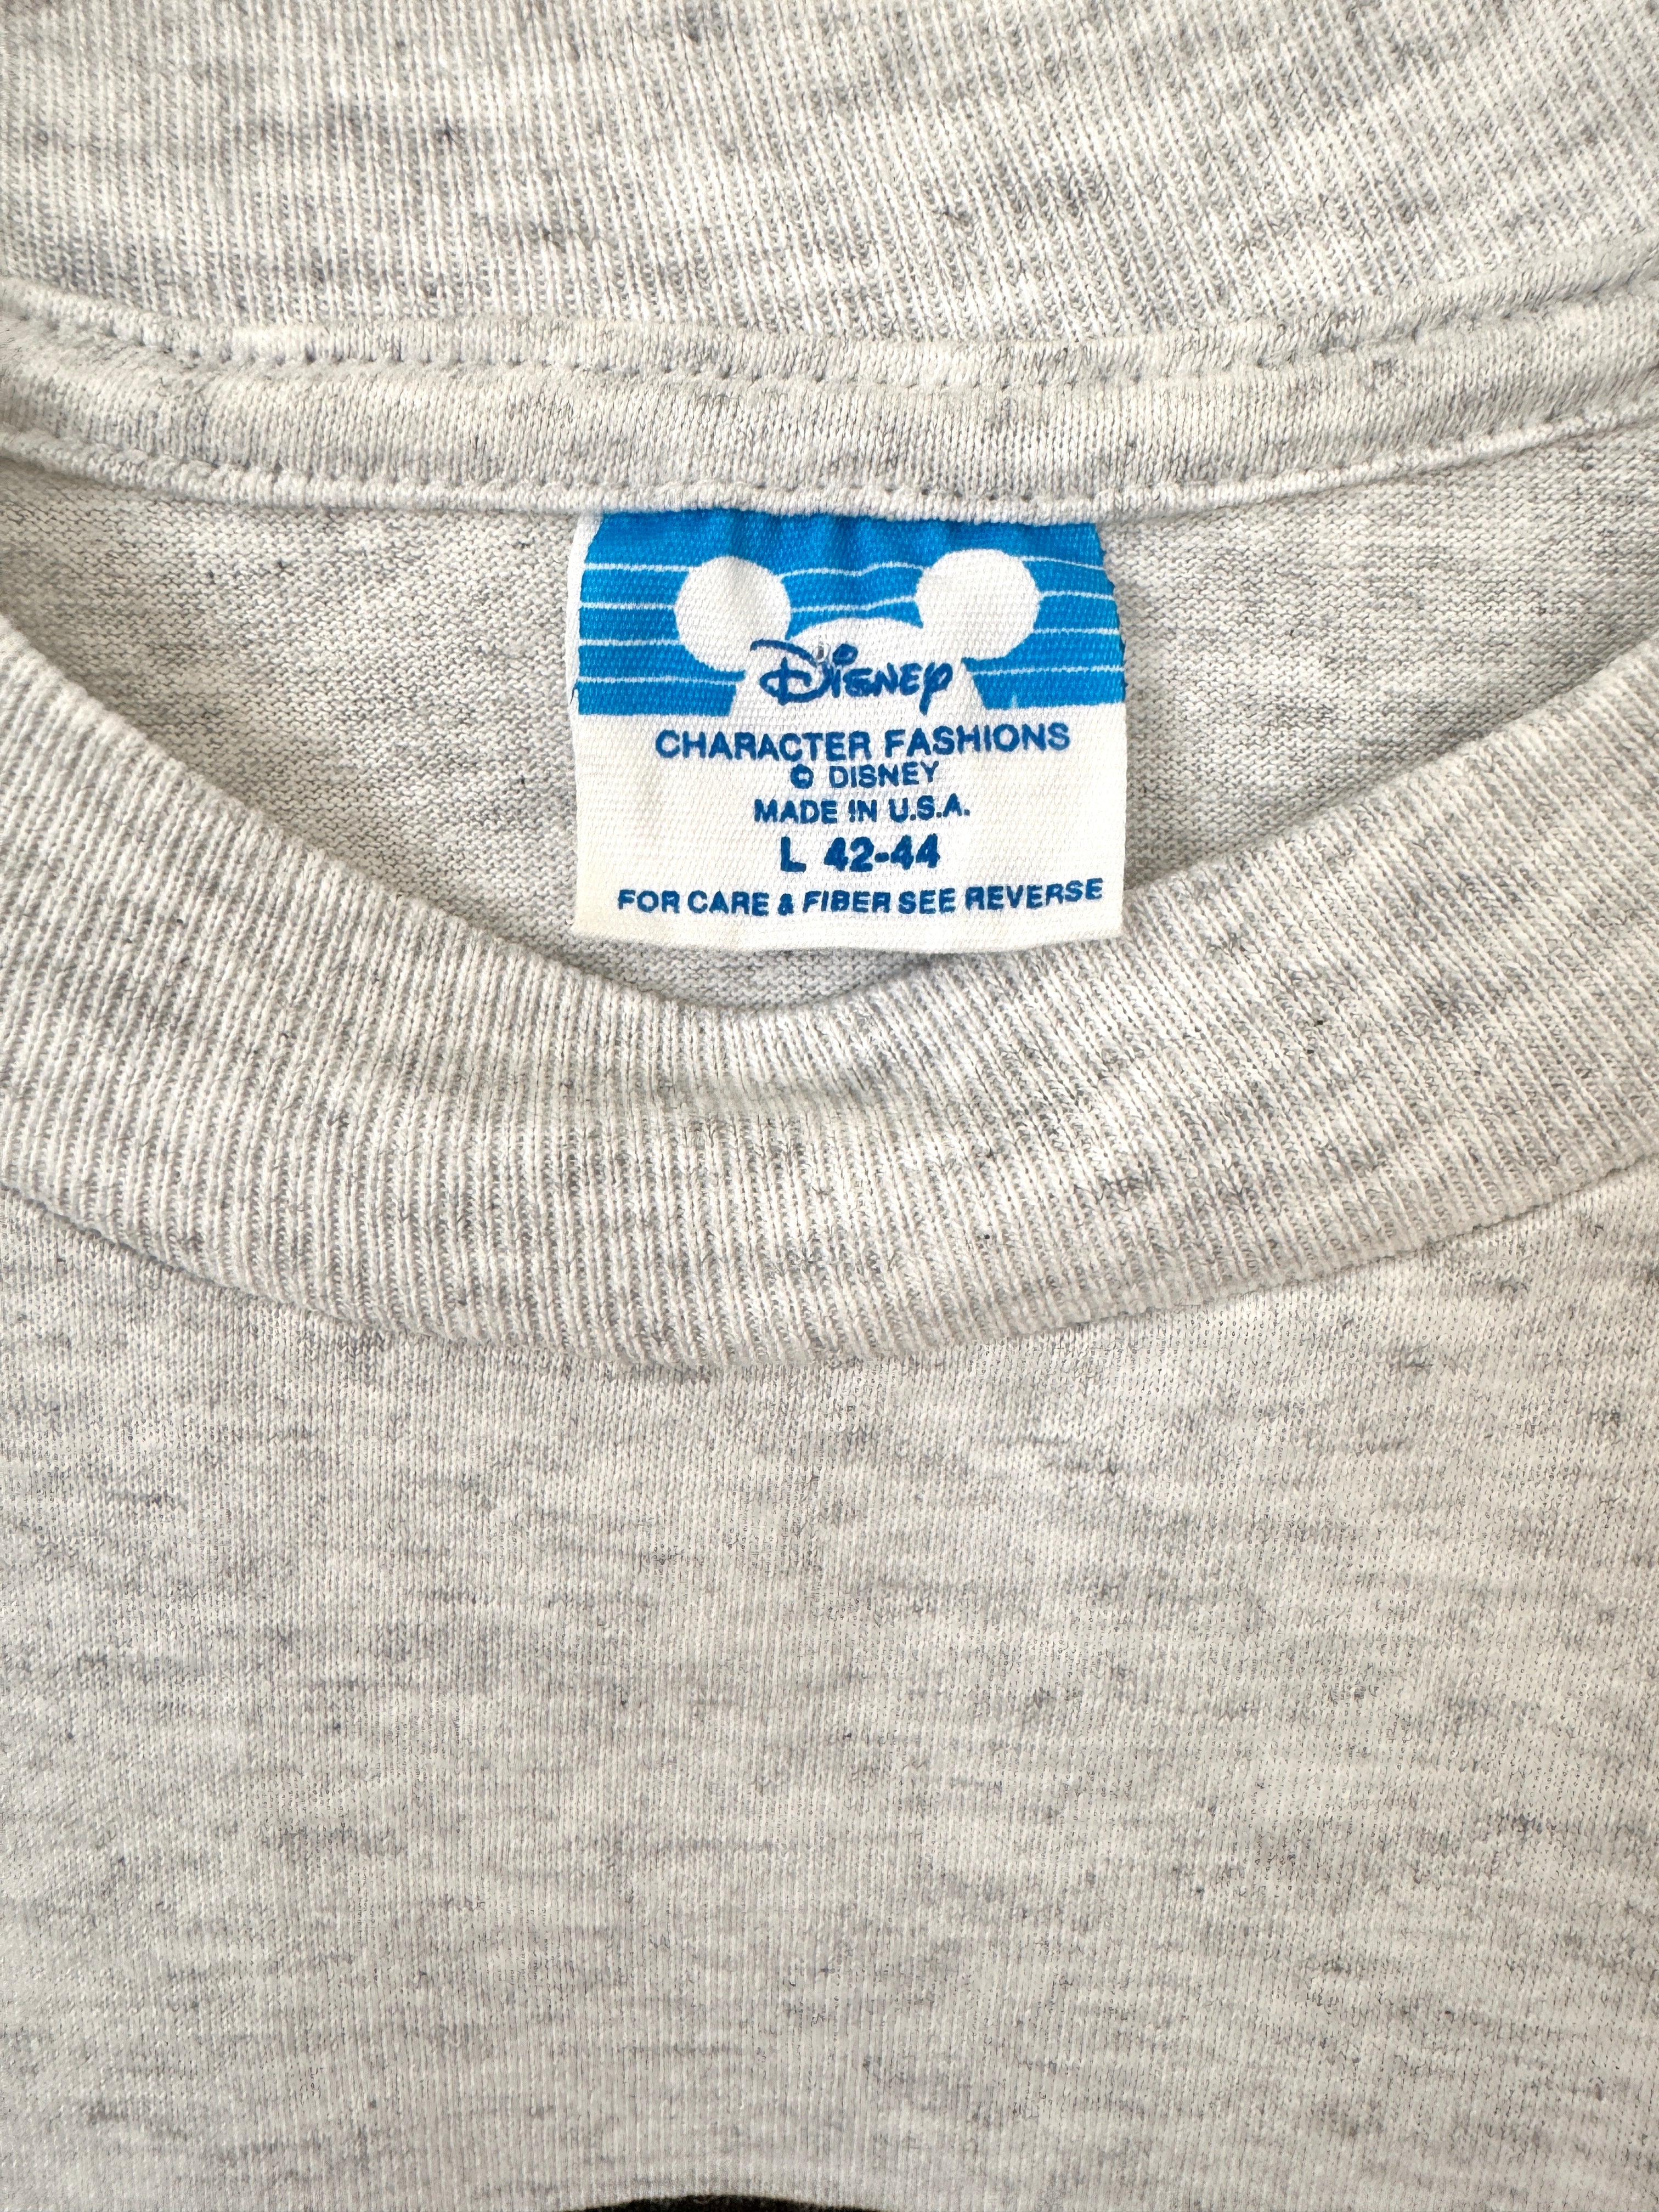 Disney
CHARACTER FASHIONS
© DISNEY
MADE IN U.S.A.
L 42-44
FOR CARE & FIBER SEE REVERSE